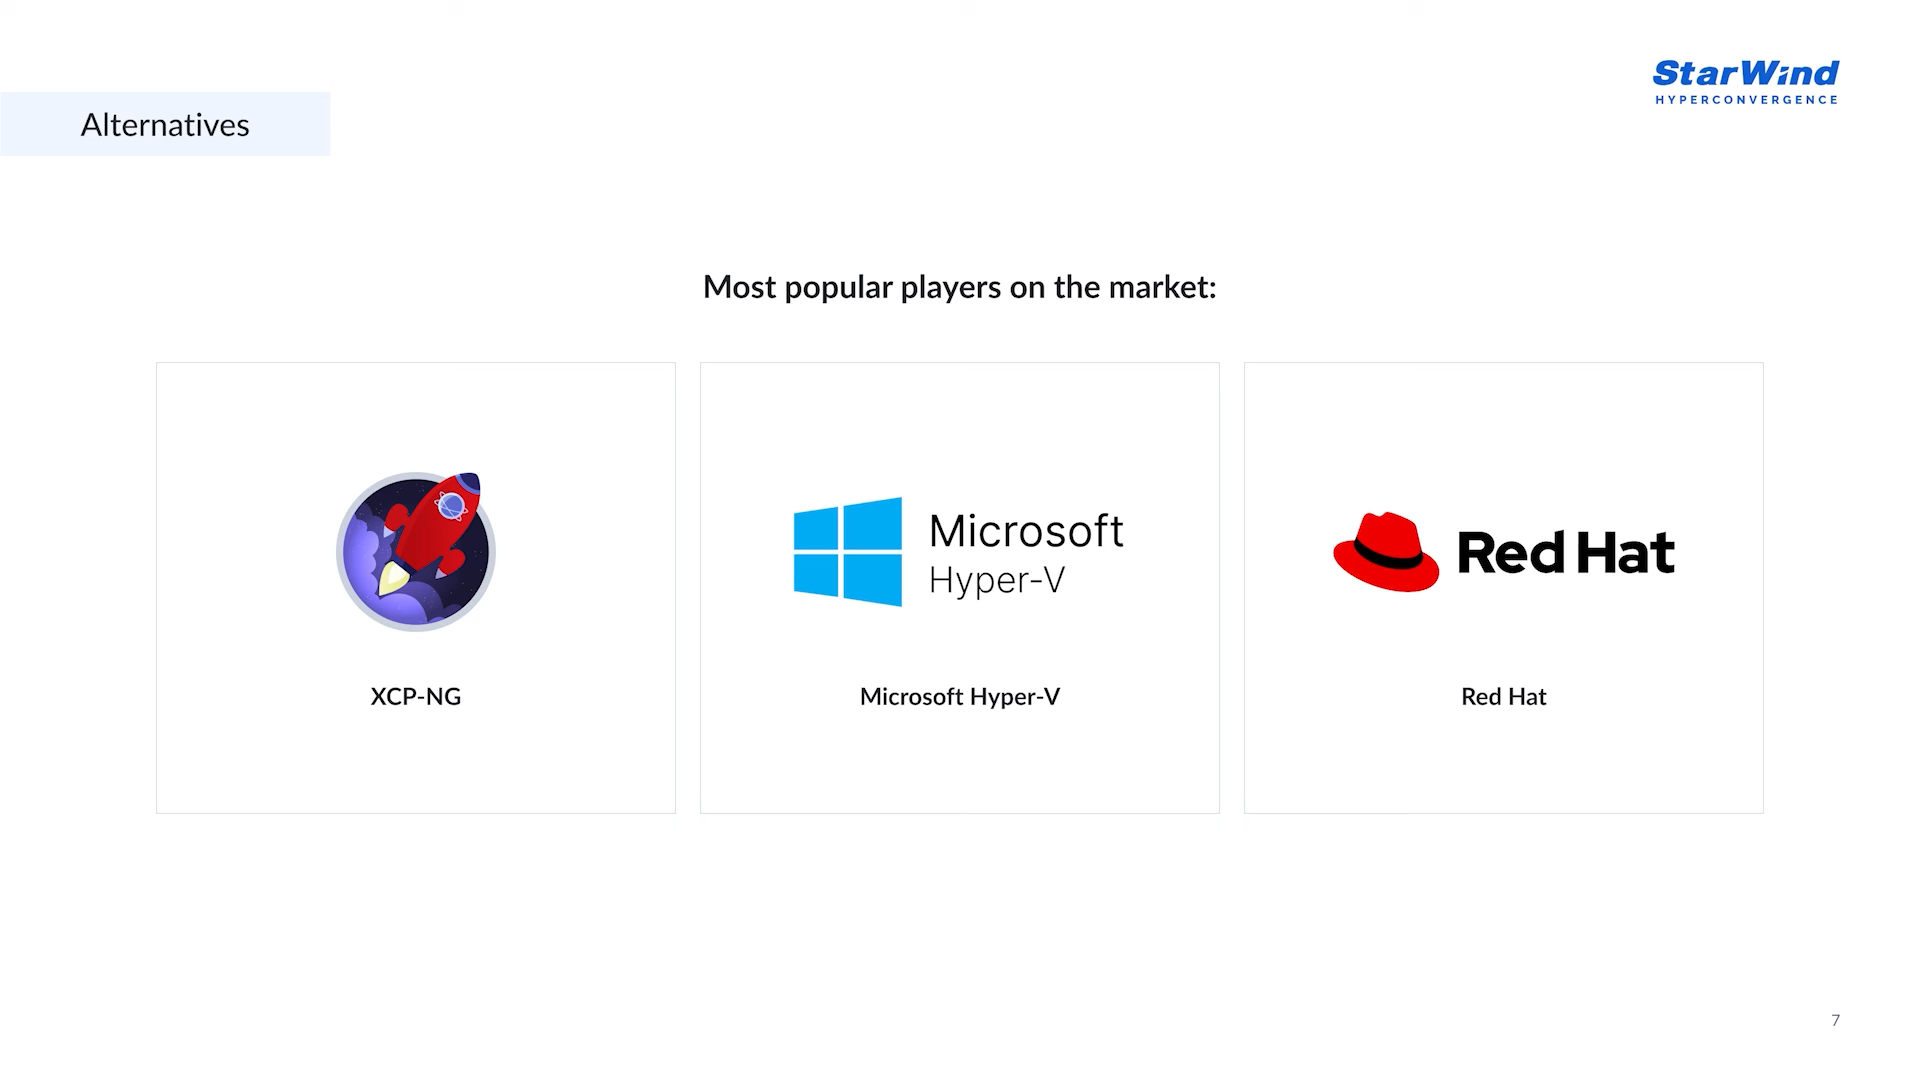 StarWind
HYPERCONVERGENCE
Alternatives
Most popular players on the market:
XCP-NG
Microsoft
Hyper-V
Microsoft Hyper-V
Red Hat
Red Hat
7